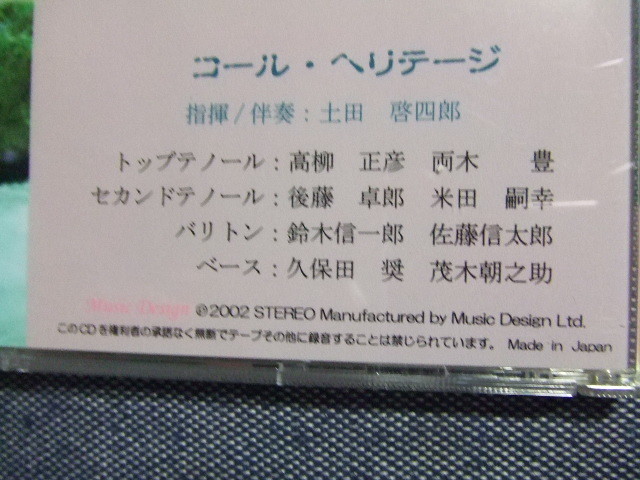 コール・ヘリテージ
指揮/伴奏：土田　啓四郎
トップテノール：高柳　正彦　両木　豊
セカンドテノール：後藤　卓郎　米田　嗣幸
バリトン：鈴木信一郎　佐藤信太郎
ベース：久保田　奨　茂木朝之助
Music Design ℗2002 STEREO Manufactured by Music Design Ltd.
このCDを権利者の承諾なく無断でテープその他に録音することは禁じられています。 Made in Japan